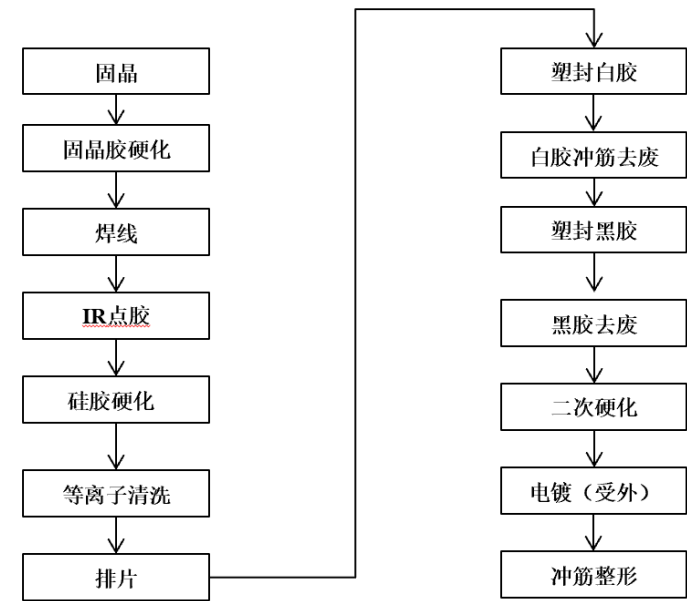 固晶
固晶胶硬化
焊线
IR点胶
硅胶硬化
等离子清洗
排片
塑封白胶
白胶冲筋去废
塑封黑胶
黑胶去废
二次硬化
电镀（受外）
冲筋整形